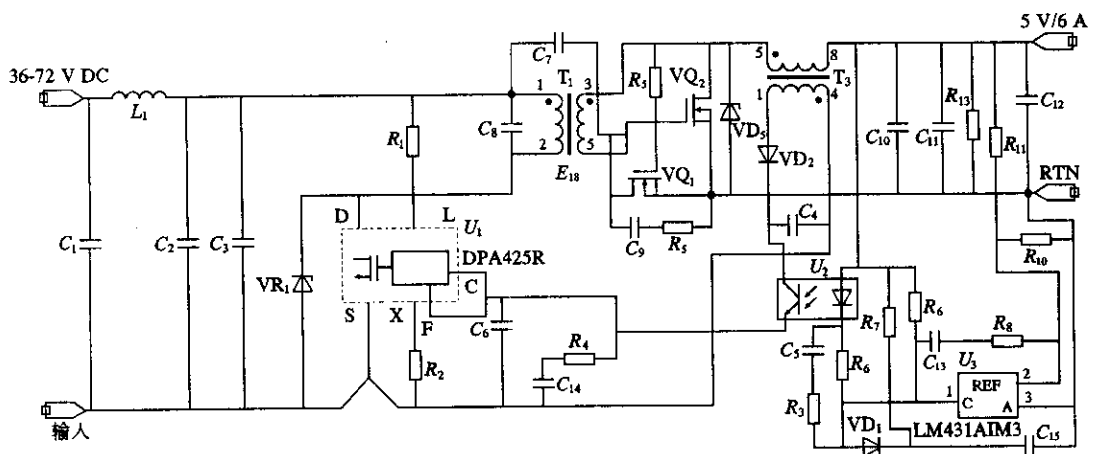 5 V/6 A
36-72 V DC
L₁
C₁
C₂
C₃
R₁
C₇
C₈
1
2
T₁
3
5
E₁₈
R₅
VQ₂
VQ₁
VD₅
C₉
R₅
5
8
T₃
1
4
VD₂
C₄
C₁₀
C₁₁
R₁₃
R₁₁
C₁₂
RTN
R₁₀
D
L
U₁
DPA425R
C
S
X
F
VR₁
R₂
C₆
R₄
C₁₄
U₂
C₅
R₆
R₃
VD₁
R₇
R₆
C₁₃
R₈
U₃
1
REF
C
A
2
3
LM431AIM3
C₁₅
输入